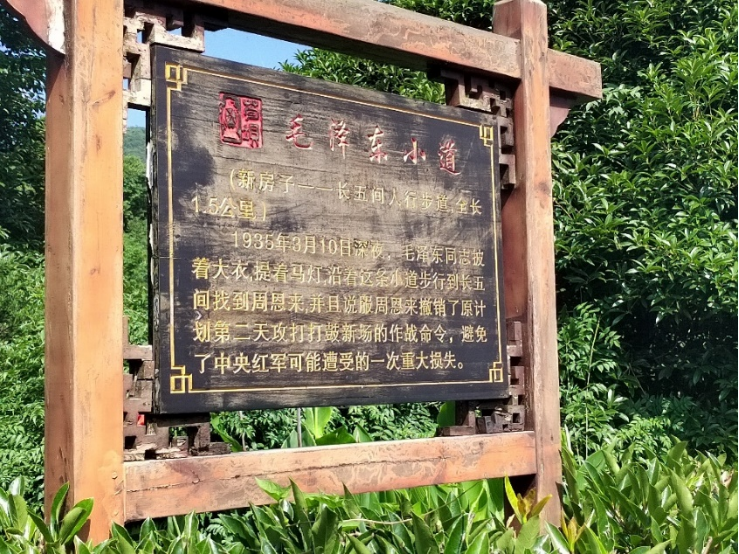 毛泽东小道
(新房子——长五间人行步道,全长
1.5公里)
1935年3月10日深夜，毛泽东同志披
着大衣,提着马灯,沿着这条小道步行到长五
间找到周恩来,并且说服周恩来撤销了原计
划第二天攻打打鼓新场的作战命令，避免
了中央红军可能遭受的一次重大损失。